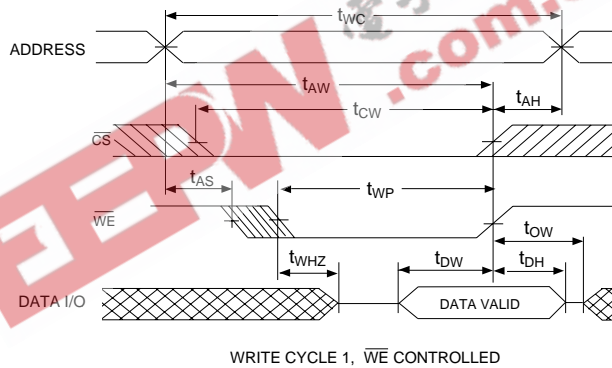 tWC
ADDRESS
tAW
tCW
tAH
CS
tAS
WE
tWP
tOW
tWHZ
tDW
tDH
DATA I/O
DATA VALID
WRITE CYCLE 1, WE CONTROLLED
EEPW.com.c